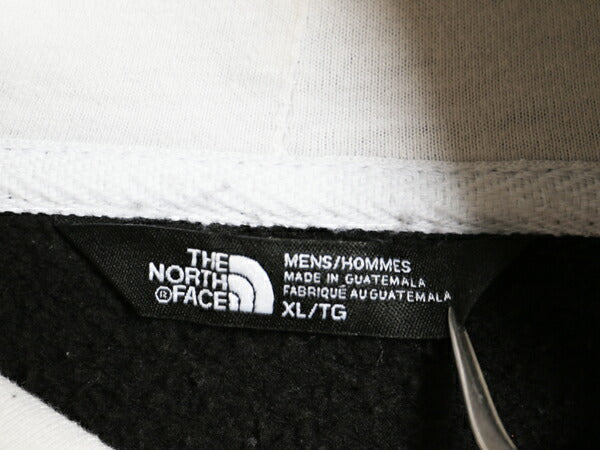 THE
NORTH
®FACE
MENS/HOMMES
MADE IN GUATEMALA
FABRIQUÉ AU GUATEMALA
XL/TG